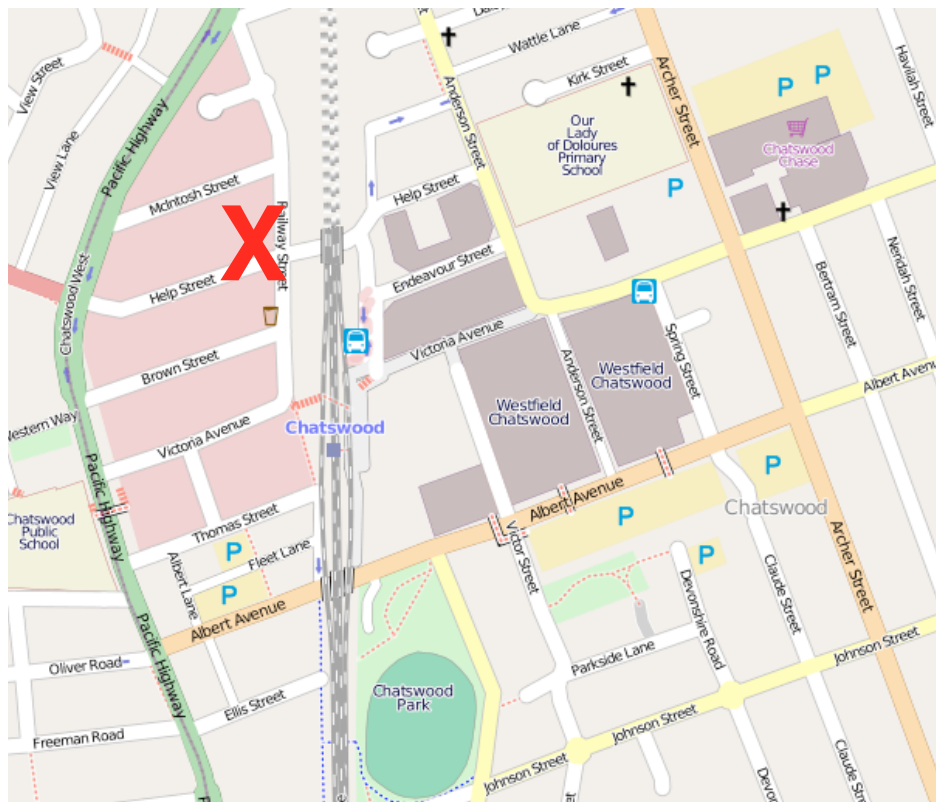 Wattle Lane
Havilah Street
View Street
Kirk Street
Archer Street
Pacific Highway
Anderson Street
P
P
View Lane
Our
Lady
of Doloures
Primary
School
Chatswood
Chase
McIntosh Street
Help Street
P
X
Railway Street
Endeavour Street
Neridah Street
Bertram Street
Help Street
Chatswood West
Victoria Avenue
Spring Street
Brown Street
Anderson Street
Westfield
Chatswood
Albert Avenu
Westfield
Chatswood
Chatswood
Western Way
Victoria Avenue
Pacific Highway
P
Albert Avenue
Chatswood
Thomas Street
P
Chatswood
Public
School
Victor Street
Fleet Lane
P
P
Archer Street
Albert Lane
P
Claude Street
Devonshire Road
Albert Avenue
Pacific Highway
Johnson Street
Parkside Lane
Oliver Road
Chatswood
Park
Ellis Street
Johnson Street
Freeman Road
Claude Street
Johnson Street
Devo